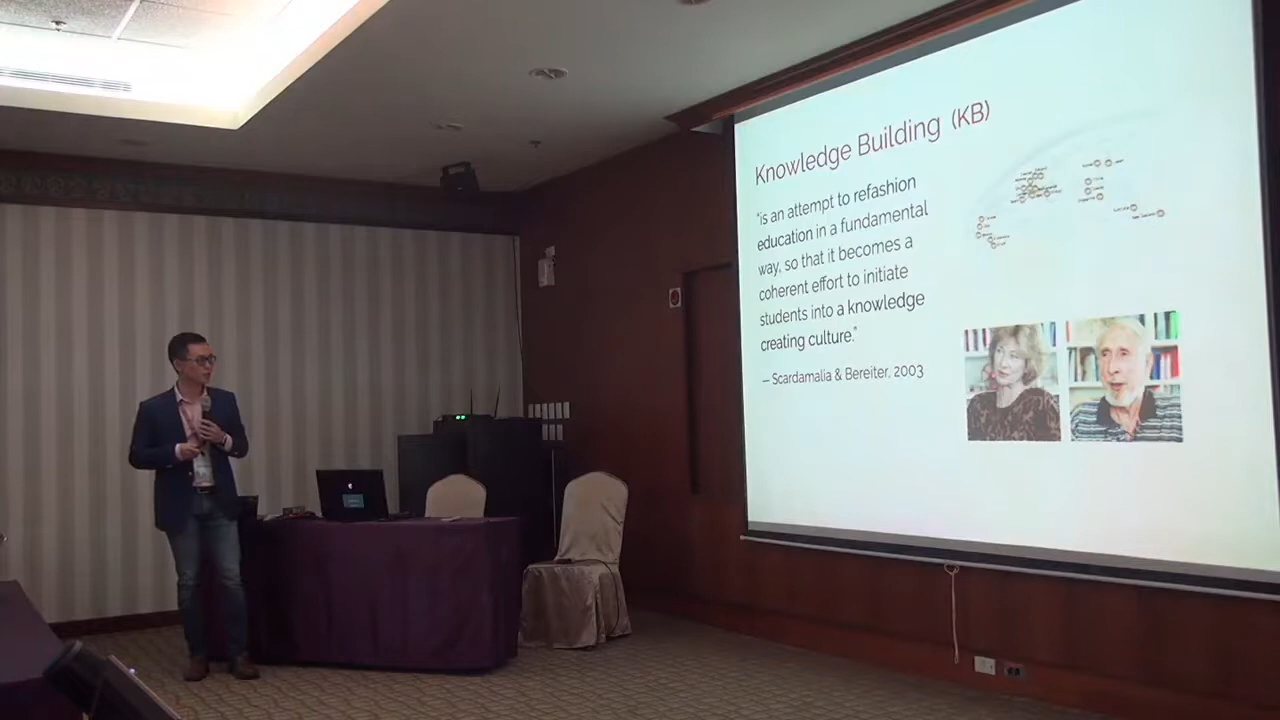 Knowledge Building (KB)
"is an attempt to refashion
education in a fundamental
way, so that it becomes a
coherent effort to initiate
students into a knowledge
creating culture."
— Scardamalia & Bereiter, 2003